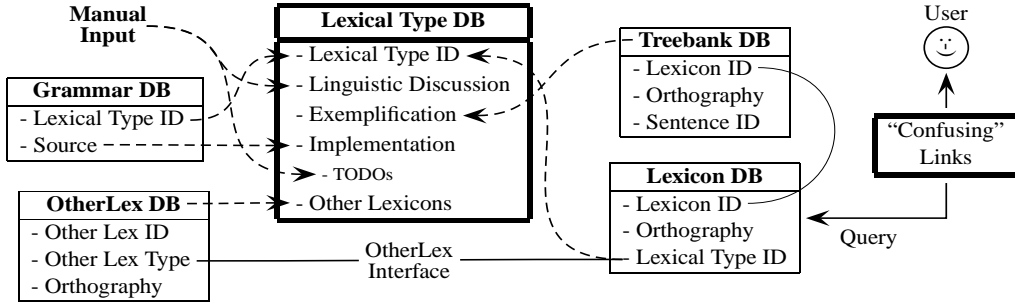 Manual
Input
Lexical Type DB
- Lexical Type ID
- Linguistic Discussion
- Exemplification
- Implementation
- TODOs
- Other Lexicons
Grammar DB
- Lexical Type ID
- Source
OtherLex DB
- Other Lex ID
- Other Lex Type
- Orthography
OtherLex
Interface
Treebank DB
- Lexicon ID
- Orthography
- Sentence ID
Lexicon DB
- Lexicon ID
- Orthography
- Lexical Type ID
User
“Confusing”
Links
Query